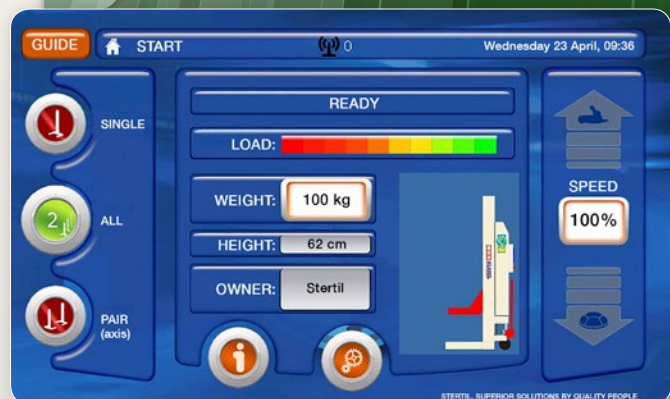 GUIDE
START
0
Wednesday 23 April, 09:36
READY
SINGLE
LOAD:
WEIGHT: 100 kg
SPEED
100%
2
ALL
HEIGHT: 62 cm
OWNER: Stertil
PAIR
(axis)
i
STERTIL, SUPERIOR SOLUTIONS BY QUALITY PEOPLE